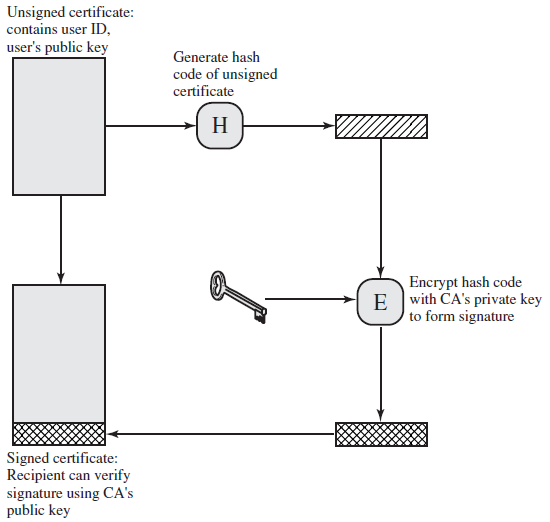 Unsigned certificate:
contains user ID,
user's public key
Generate hash
code of unsigned
certificate
H
E
Encrypt hash code
with CA's private key
to form signature
Signed certificate:
Recipient can verify
signature using CA's
public key